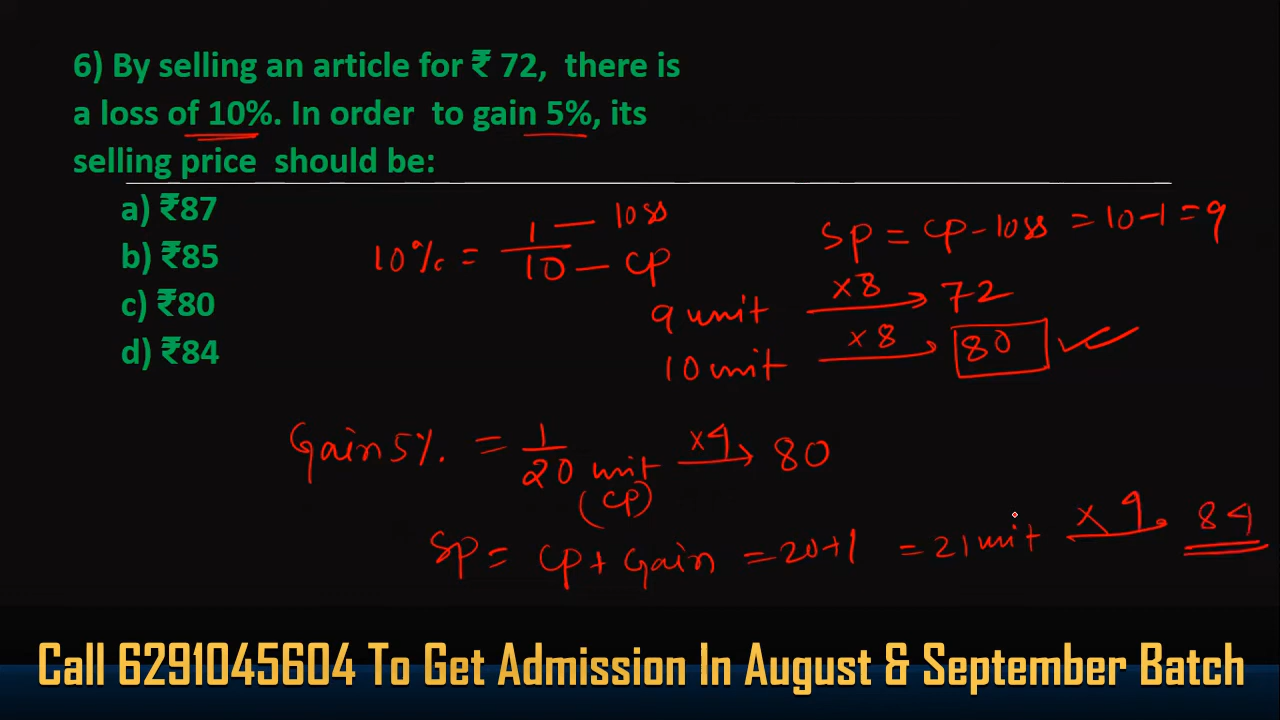 6) By selling an article for ₹ 72, there is
a loss of 10%. In order to gain 5%, its
selling price should be:
a) ₹87
b) ₹85
c) ₹80
d) ₹84
10% = 1/10 — loss — CP
SP = CP - loss = 10-1 = 9
9 unit ×8 → 72
10 unit ×8 → 80 ✓
Gain 5% = 1/20 unit ×4 → 80
(CP)
SP = CP + Gain = 20+1 = 21 unit ×4 → 84
Call 6291045604 To Get Admission In August & September Batch